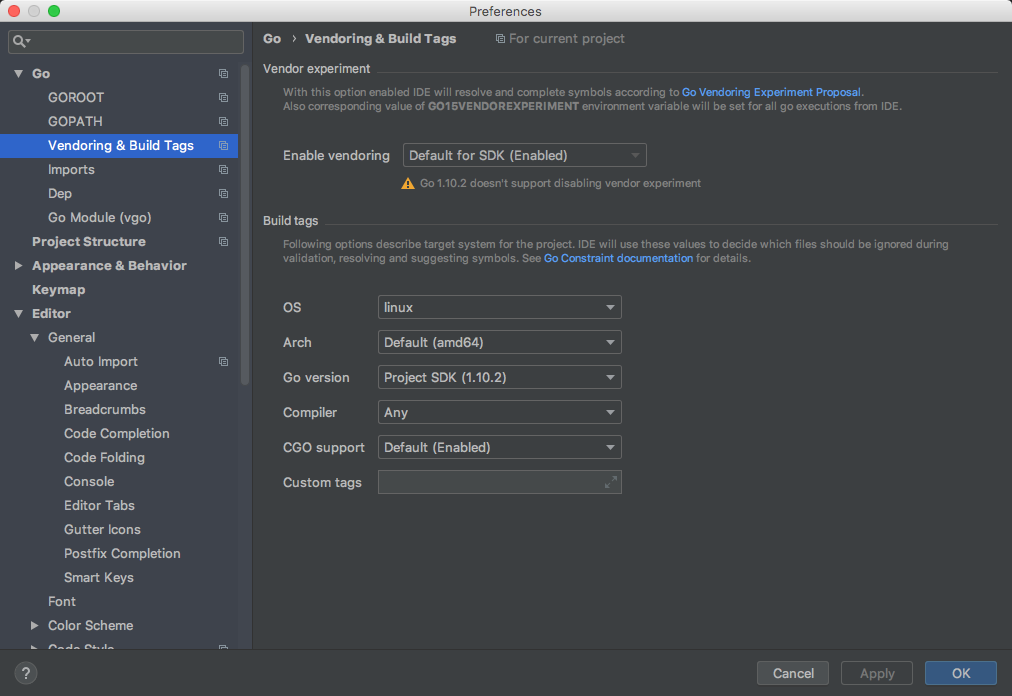 Preferences
Go
GOROOT
GOPATH
Vendoring & Build Tags
Imports
Dep
Go Module (vgo)
Project Structure
Appearance & Behavior
Keymap
Editor
General
Auto Import
Appearance
Breadcrumbs
Code Completion
Code Folding
Console
Editor Tabs
Gutter Icons
Postfix Completion
Smart Keys
Font
Color Scheme
Code Style
Go › Vendoring & Build Tags For current project
Vendor experiment
With this option enabled IDE will resolve and complete symbols according to Go Vendoring Experiment Proposal.
Also corresponding value of GO15VENDOREXPERIMENT environment variable will be set for all go executions from IDE.
Enable vendoring Default for SDK (Enabled)
Go 1.10.2 doesn't support disabling vendor experiment
Build tags
Following options describe target system for the project. IDE will use these values to decide which files should be ignored during
validation, resolving and suggesting symbols. See Go Constraint documentation for details.
OS linux
Arch Default (amd64)
Go version Project SDK (1.10.2)
Compiler Any
CGO support Default (Enabled)
Custom tags
? Cancel Apply OK